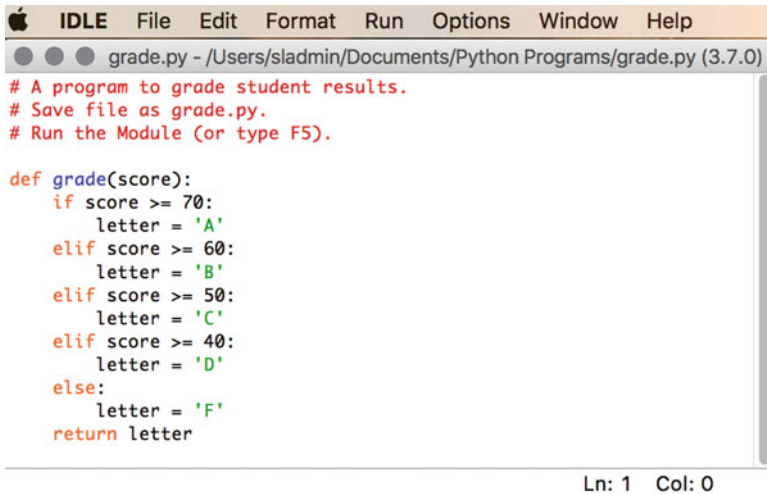 IDLE File Edit Format Run Options Window Help
grade.py - /Users/sladmin/Documents/Python Programs/grade.py (3.7.0)
# A program to grade student results.
# Save file as grade.py.
# Run the Module (or type F5).

def grade(score):
    if score >= 70:
        letter = 'A'
    elif score >= 60:
        letter = 'B'
    elif score >= 50:
        letter = 'C'
    elif score >= 40:
        letter = 'D'
    else:
        letter = 'F'
    return letter
Ln: 1 Col: 0